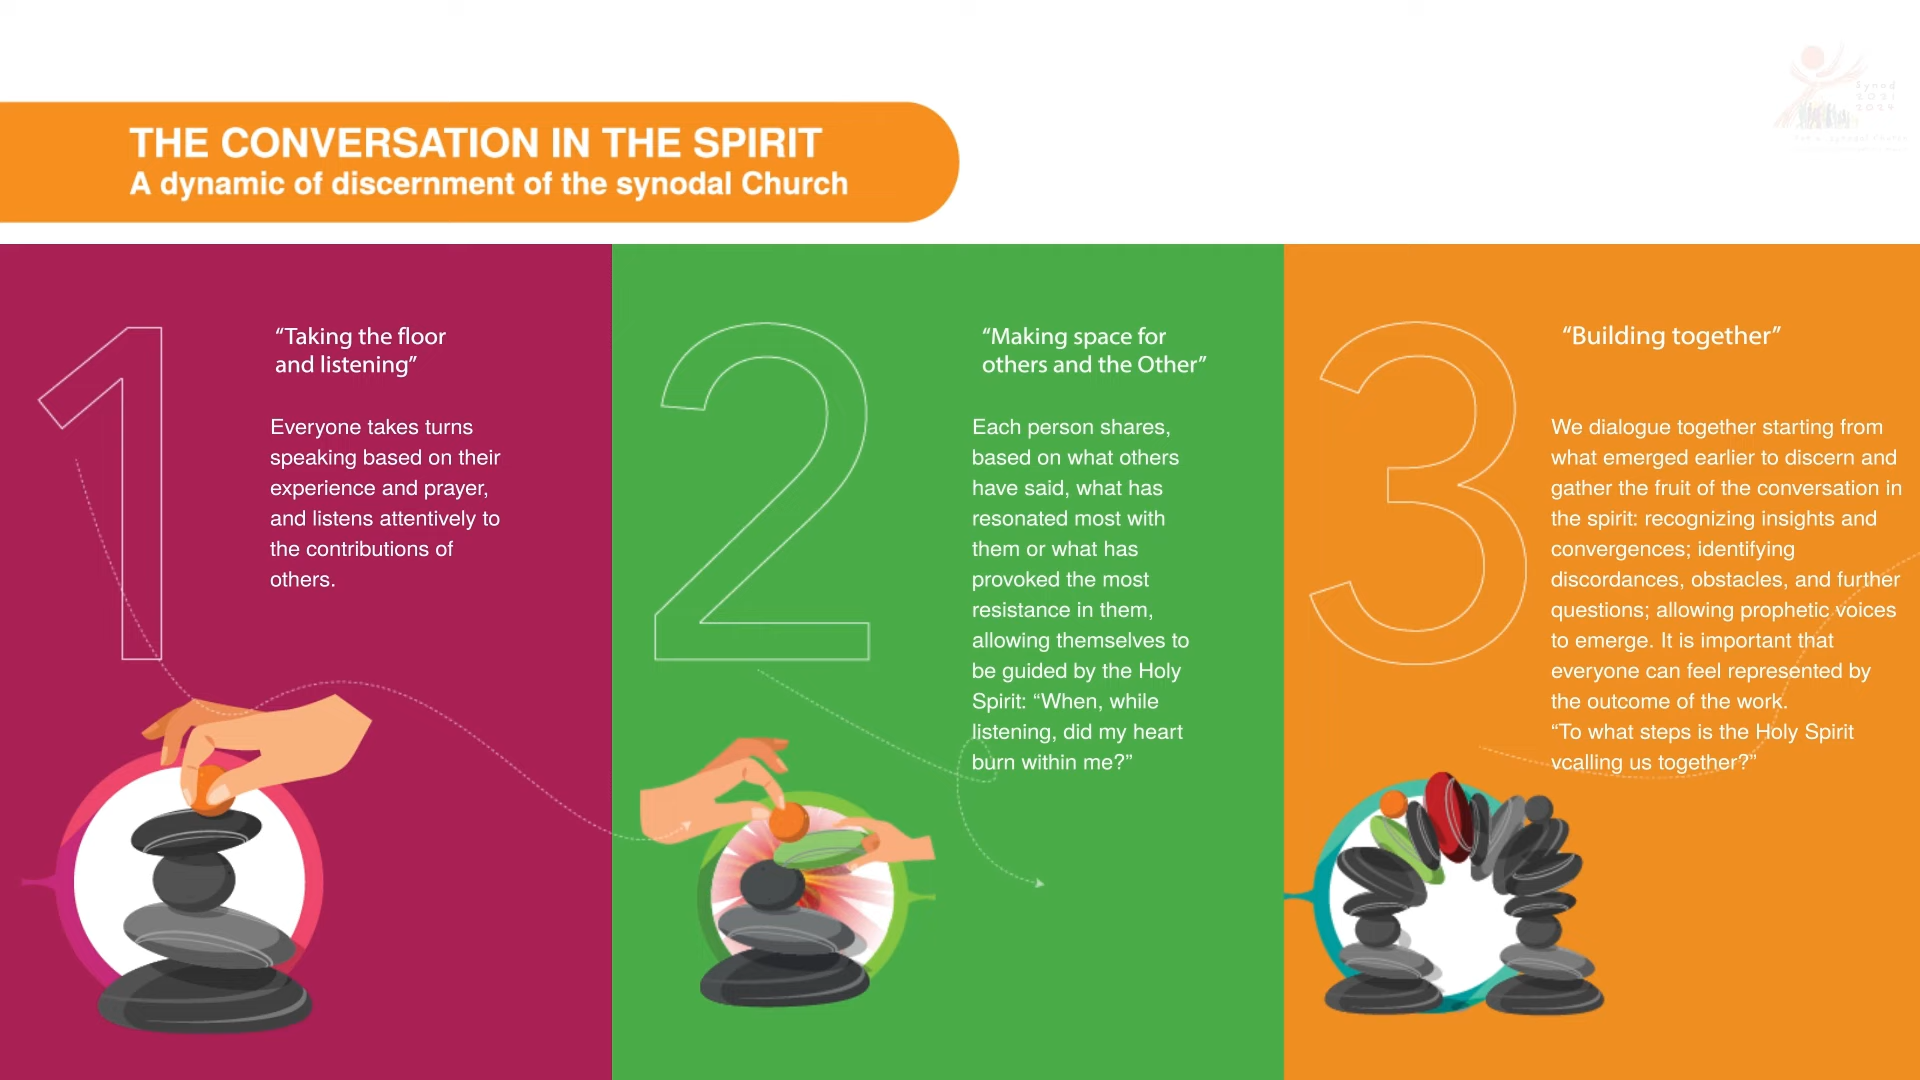 Synod
2021
2024
THE CONVERSATION IN THE SPIRIT
A dynamic of discernment of the synodal Church
1
“Taking the floor
and listening”
Everyone takes turns
speaking based on their
experience and prayer,
and listens attentively to
the contributions of
others.
2
“Making space for
others and the Other”
Each person shares,
based on what others
have said, what has
resonated most with
them or what has
provoked the most
resistance in them,
allowing themselves to
be guided by the Holy
Spirit: “When, while
listening, did my heart
burn within me?”
3
“Building together”
We dialogue together starting from
what emerged earlier to discern and
gather the fruit of the conversation in
the spirit: recognizing insights and
convergences; identifying
discordances, obstacles, and further
questions; allowing prophetic voices
to emerge. It is important that
everyone can feel represented by
the outcome of the work.
“To what steps is the Holy Spirit
vcalling us together?”